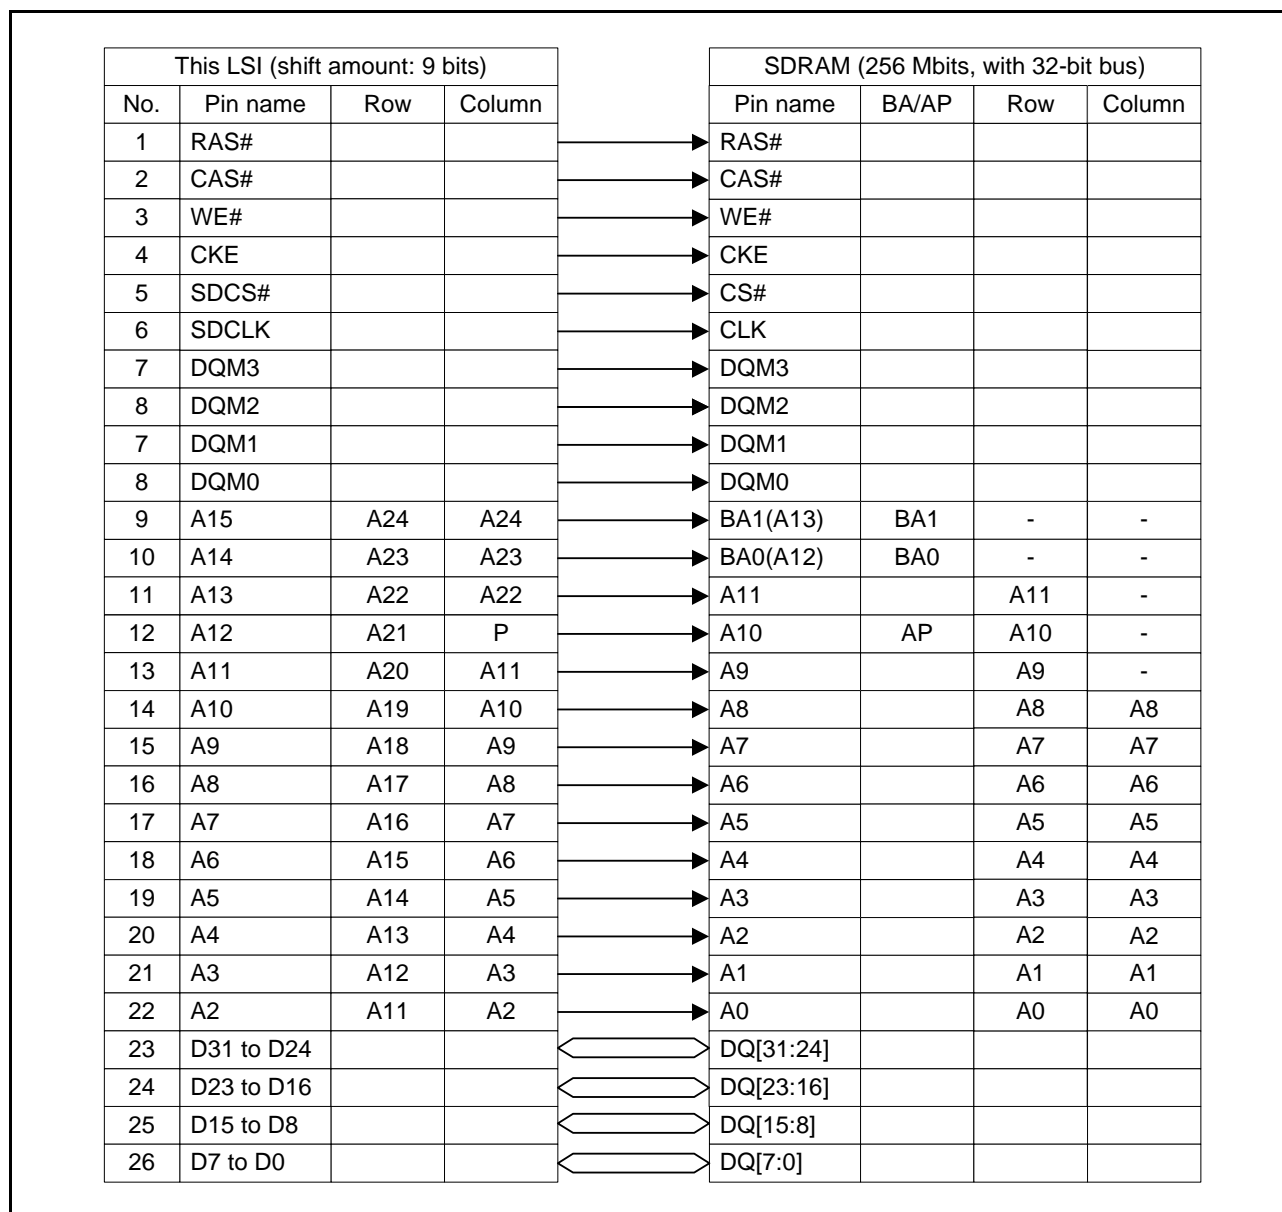 This LSI (shift amount: 9 bits) SDRAM (256 Mbits, with 32-bit bus)
No. Pin name Row Column Pin name BA/AP Row Column
1 RAS# RAS#
2 CAS# CAS#
3 WE# WE#
4 CKE CKE
5 SDCS# CS#
6 SDCLK CLK
7 DQM3 DQM3
8 DQM2 DQM2
7 DQM1 DQM1
8 DQM0 DQM0
9 A15 A24 A24 BA1(A13) BA1 - -
10 A14 A23 A23 BA0(A12) BA0 - -
11 A13 A22 A22 A11 A11 -
12 A12 A21 P A10 AP A10 -
13 A11 A20 A11 A9 A9 -
14 A10 A19 A10 A8 A8 A8
15 A9 A18 A9 A7 A7 A7
16 A8 A17 A8 A6 A6 A6
17 A7 A16 A7 A5 A5 A5
18 A6 A15 A6 A4 A4 A4
19 A5 A14 A5 A3 A3 A3
20 A4 A13 A4 A2 A2 A2
21 A3 A12 A3 A1 A1 A1
22 A2 A11 A2 A0 A0 A0
23 D31 to D24 DQ[31:24]
24 D23 to D16 DQ[23:16]
25 D15 to D8 DQ[15:8]
26 D7 to D0 DQ[7:0]